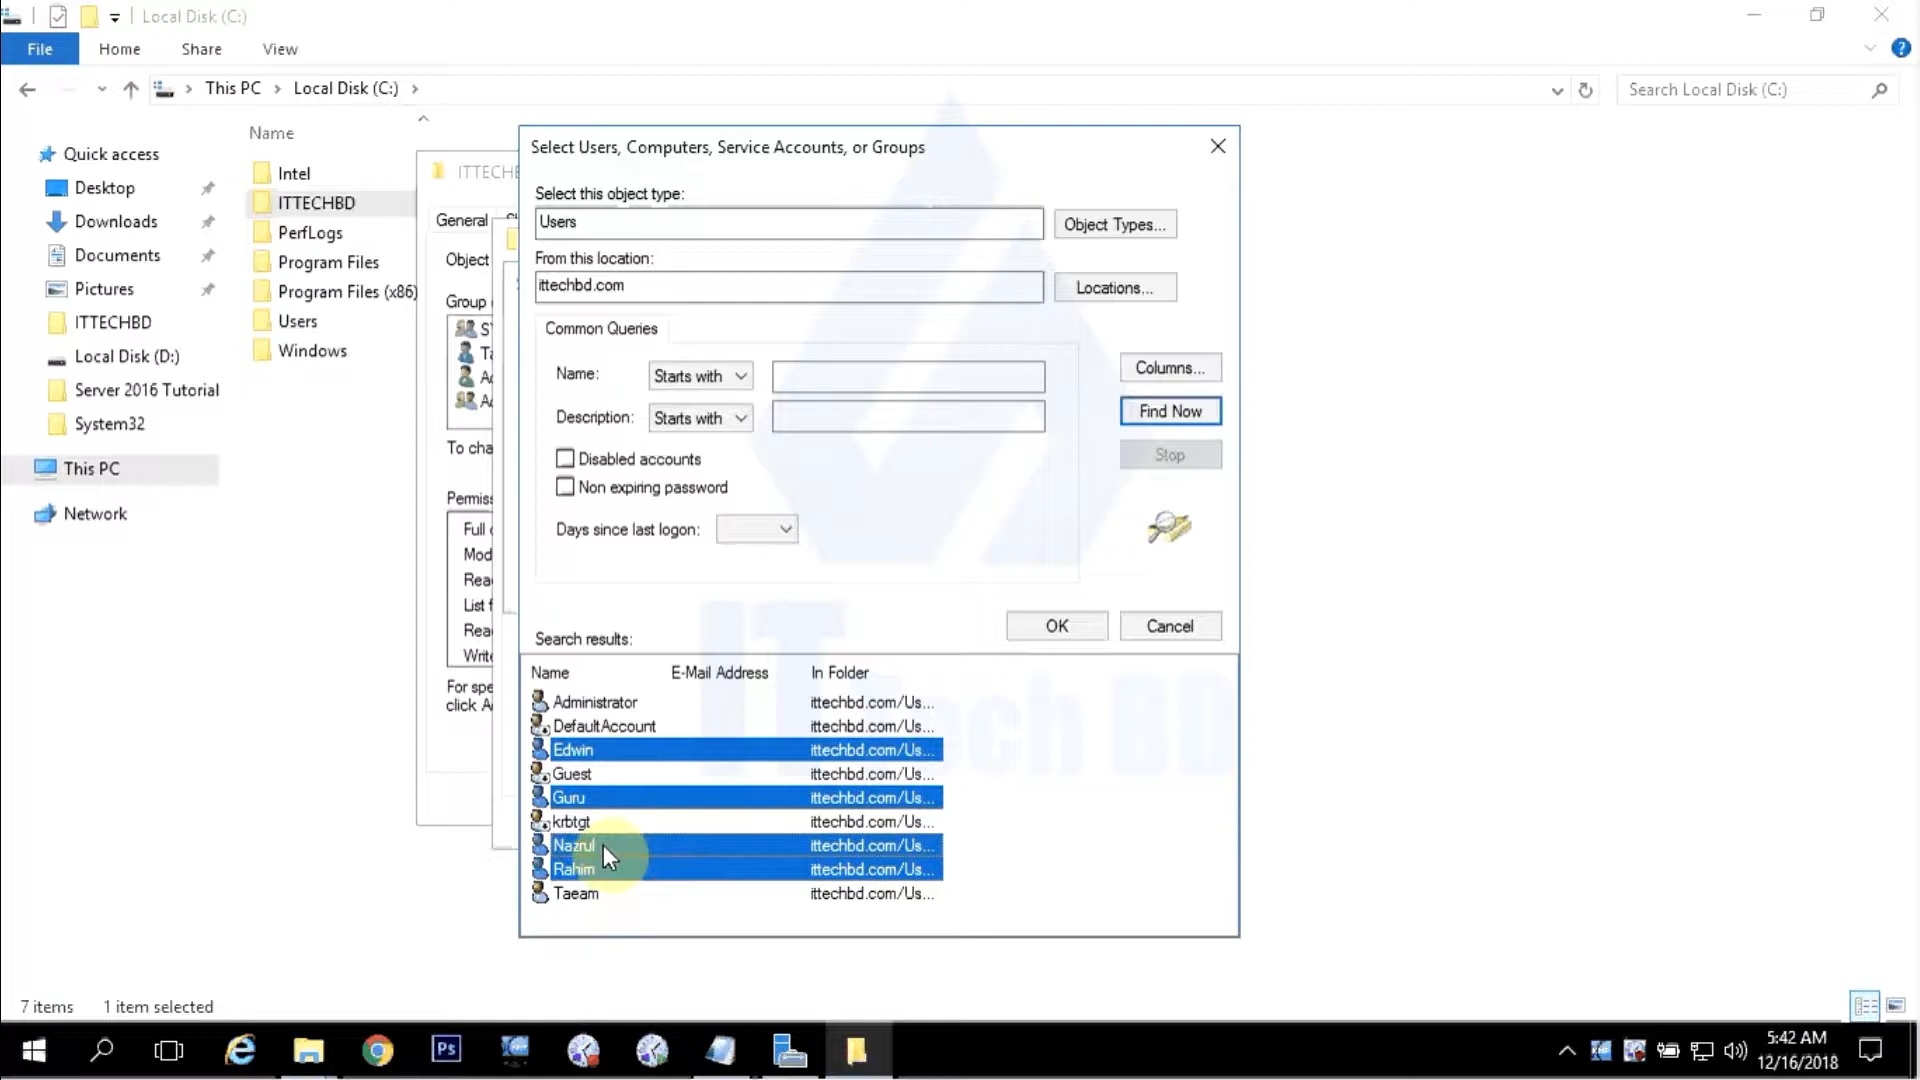 Local Disk (C:)
File Home Share View
This PC Local Disk (C:)
Search Local Disk (C:)
Quick access
Desktop
Downloads
Documents
Pictures
ITTECHBD
Local Disk (D:)
Server 2016 Tutorial
System32
This PC
Network
Name
Intel
ITTECHBD
PerfLogs
Program Files
Program Files (x86)
Users
Windows
ITTECH
General
Object
Group
To cha
Permiss
Full
Mod
Rea
List f
Rea
Write
For spe
click A
Select Users, Computers, Service Accounts, or Groups
Select this object type:
Users
Object Types...
From this location:
ittechbd.com
Locations...
Common Queries
Name: Starts with
Description: Starts with
Disabled accounts
Non expiring password
Days since last logon:
Columns...
Find Now
Stop
OK Cancel
Search results:
Name E-Mail Address In Folder
Administrator ittechbd.com/Us...
DefaultAccount ittechbd.com/Us...
Edwin ittechbd.com/Us...
Guest ittechbd.com/Us...
Guru ittechbd.com/Us...
krbtgt ittechbd.com/Us...
Nazrul ittechbd.com/Us...
Rahim ittechbd.com/Us...
Taeam ittechbd.com/Us...
IT Tech BD
7 items 1 item selected
Ps
5:42 AM
12/16/2018